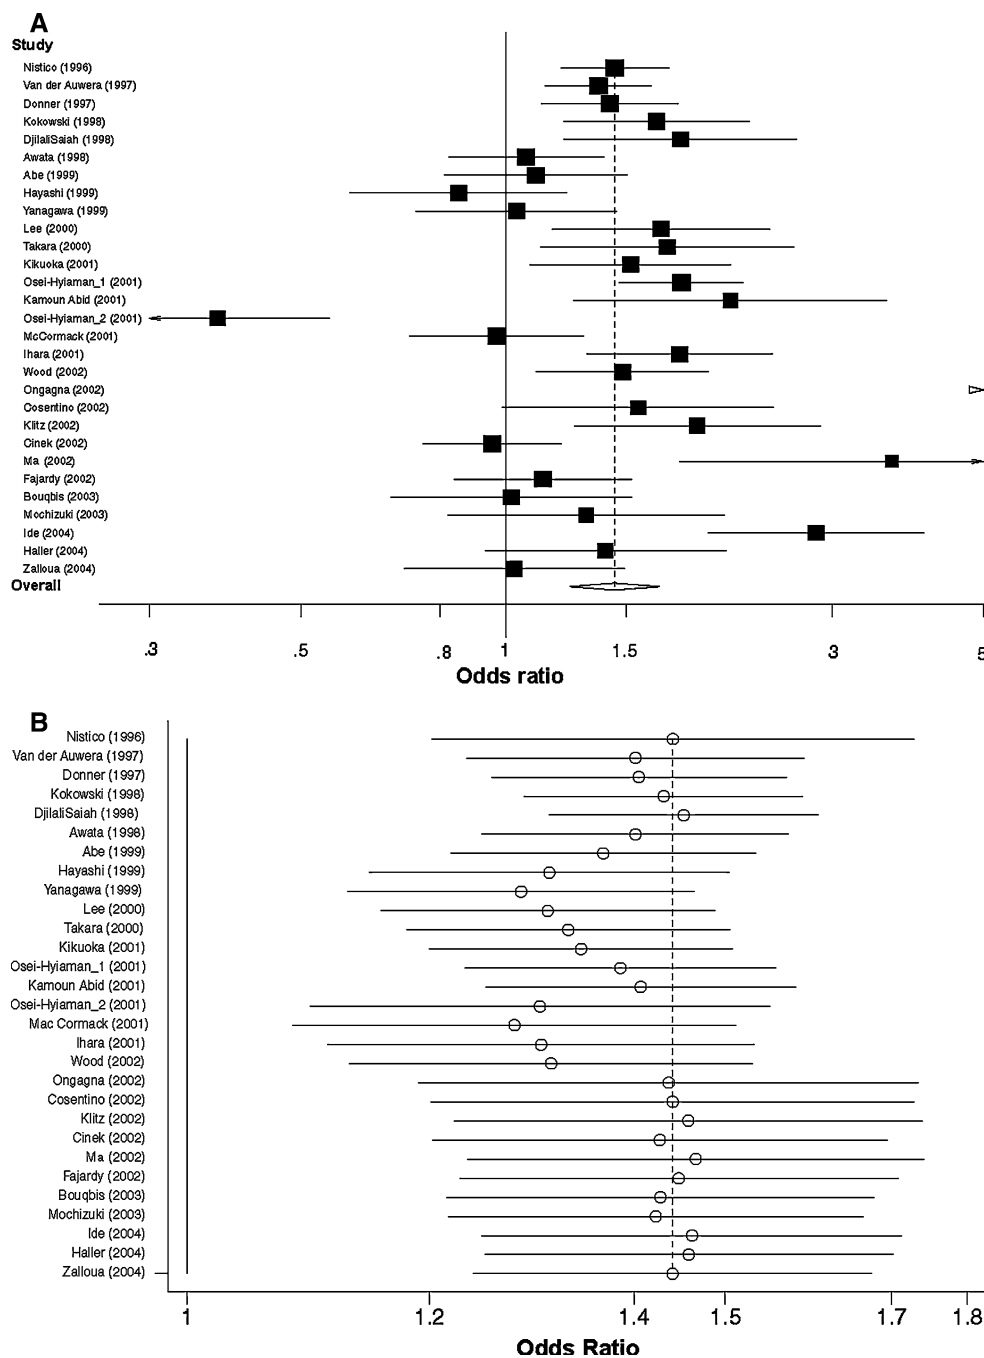 A
Study
Nistico (1996)
Van der Auwera (1997)
Donner (1997)
Kokowski (1998)
DjilaliSaiah (1998)
Awata (1998)
Abe (1999)
Hayashi (1999)
Yanagawa (1999)
Lee (2000)
Takara (2000)
Kikuoka (2001)
Osei-Hyiaman_1 (2001)
Kamoun Abid (2001)
Osei-Hyiaman_2 (2001)
McCormack (2001)
Ihara (2001)
Wood (2002)
Ongagna (2002)
Cosentino (2002)
Klitz (2002)
Cinek (2002)
Ma (2002)
Fajardy (2002)
Bouqbis (2003)
Mochizuki (2003)
Ide (2004)
Haller (2004)
Zalloua (2004)
Overall
.3 .5 .8 1 1.5 3 5
Odds ratio
B
Nistico (1996)
Van der Auwera (1997)
Donner (1997)
Kokowski (1998)
DjilaliSaiah (1998)
Awata (1998)
Abe (1999)
Hayashi (1999)
Yanagawa (1999)
Lee (2000)
Takara (2000)
Kikuoka (2001)
Osei-Hyiaman_1 (2001)
Kamoun Abid (2001)
Osei-Hyiaman_2 (2001)
Mac Cormack (2001)
Ihara (2001)
Wood (2002)
Ongagna (2002)
Cosentino (2002)
Klitz (2002)
Cinek (2002)
Ma (2002)
Fajardy (2002)
Bouqbis (2003)
Mochizuki (2003)
Ide (2004)
Haller (2004)
Zalloua (2004)
1 1.2 1.4 1.5 1.7 1.8
Odds Ratio